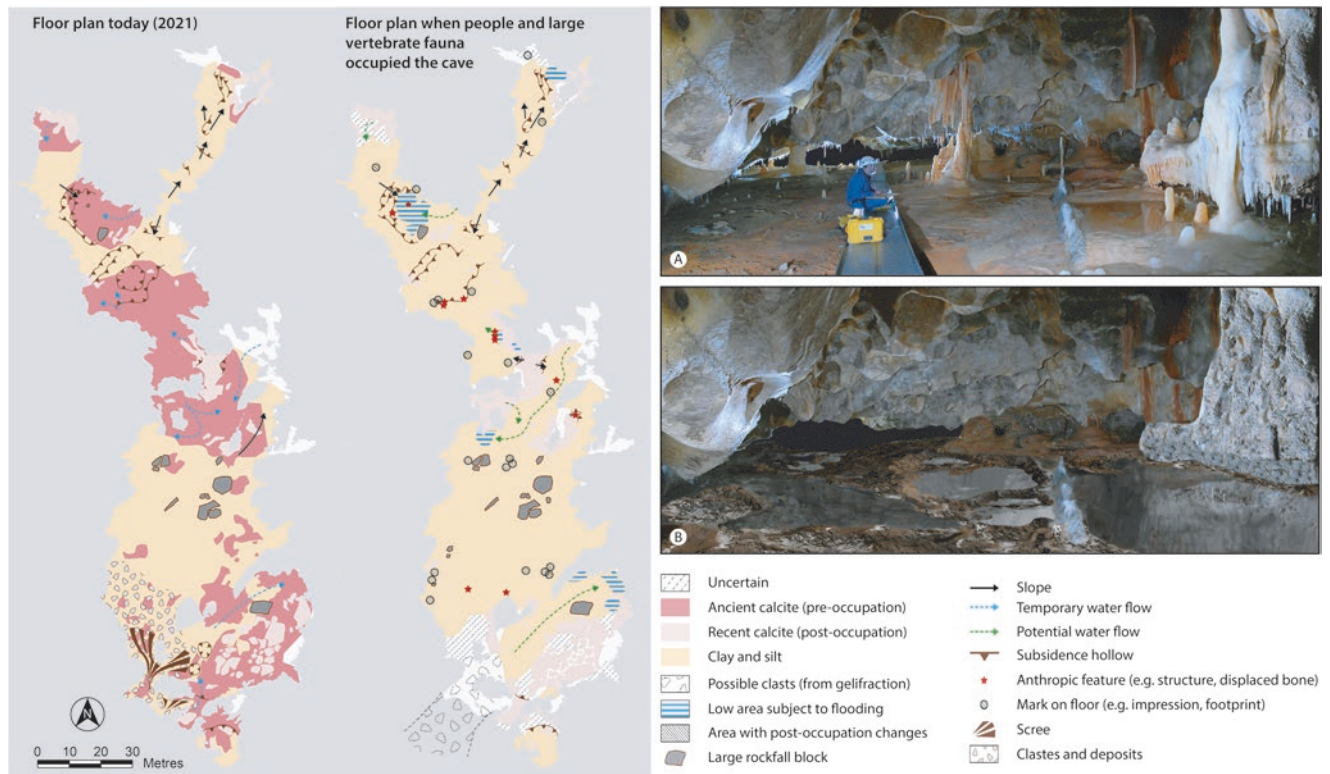 Floor plan today (2021)
Floor plan when people and large
vertebrate fauna
occupied the cave
N
0 10 20 30
Metres
A
B
Uncertain
Ancient calcite (pre-occupation)
Recent calcite (post-occupation)
Clay and silt
Possible clasts (from gelifraction)
Low area subject to flooding
Area with post-occupation changes
Large rockfall block
Slope
Temporary water flow
Potential water flow
Subsidence hollow
Anthropic feature (e.g. structure, displaced bone)
Mark on floor (e.g. impression, footprint)
Scree
Clastes and deposits